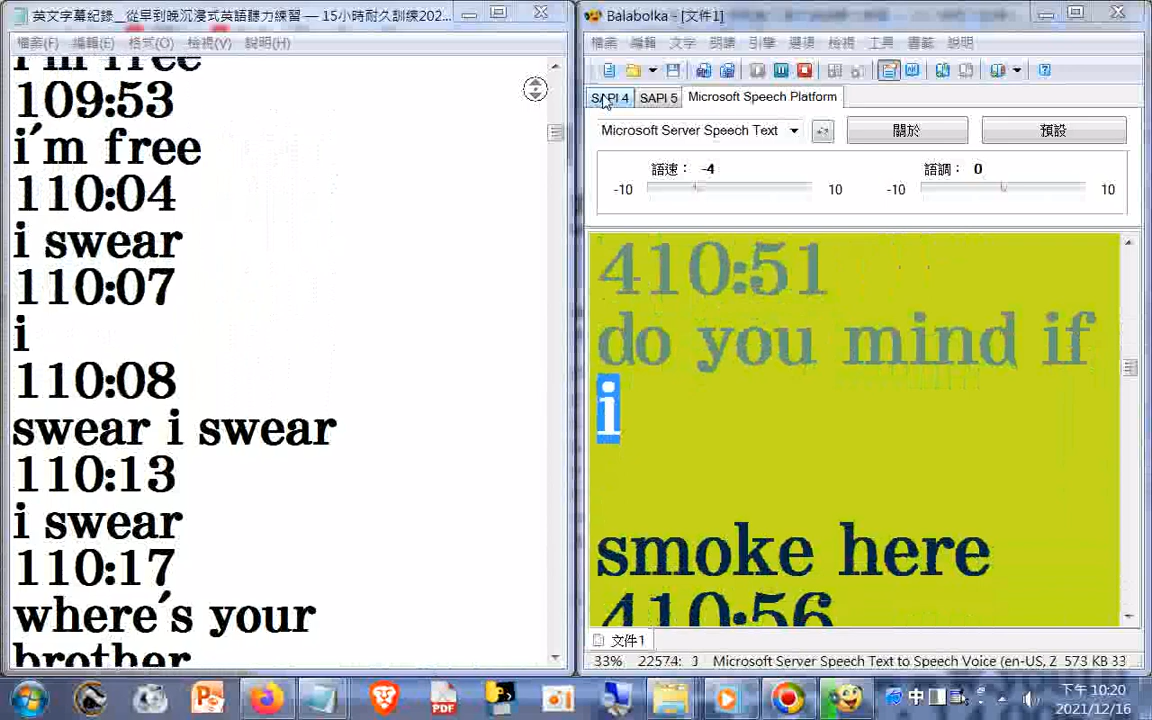 英文字幕紀錄__從早到晚沉浸式英語聽力練習 — 15小時耐久訓練202...
檔案(F) 編輯(E) 格式(O) 檢視(V) 說明(H)
i'm free
109:53
i'm free
110:04
i swear
110:07
i
110:08
swear i swear
110:13
i swear
110:17
where's your
brother
Balabolka - [文件1]
檔案 編輯 文字 朗讀 引擎 選項 檢視 工具 書籤 說明
SAPI 4 SAPI 5 Microsoft Speech Platform
Microsoft Server Speech Text 關於 預設
語速： -4 語調： 0
-10 10 -10 10
410:51
do you mind if
i
smoke here
410:56
文件1
33% 22574: 3 Microsoft Server Speech Text to Speech Voice (en-US, Z 573 KB 33
PDF 中 下午 10:20
2021/12/16